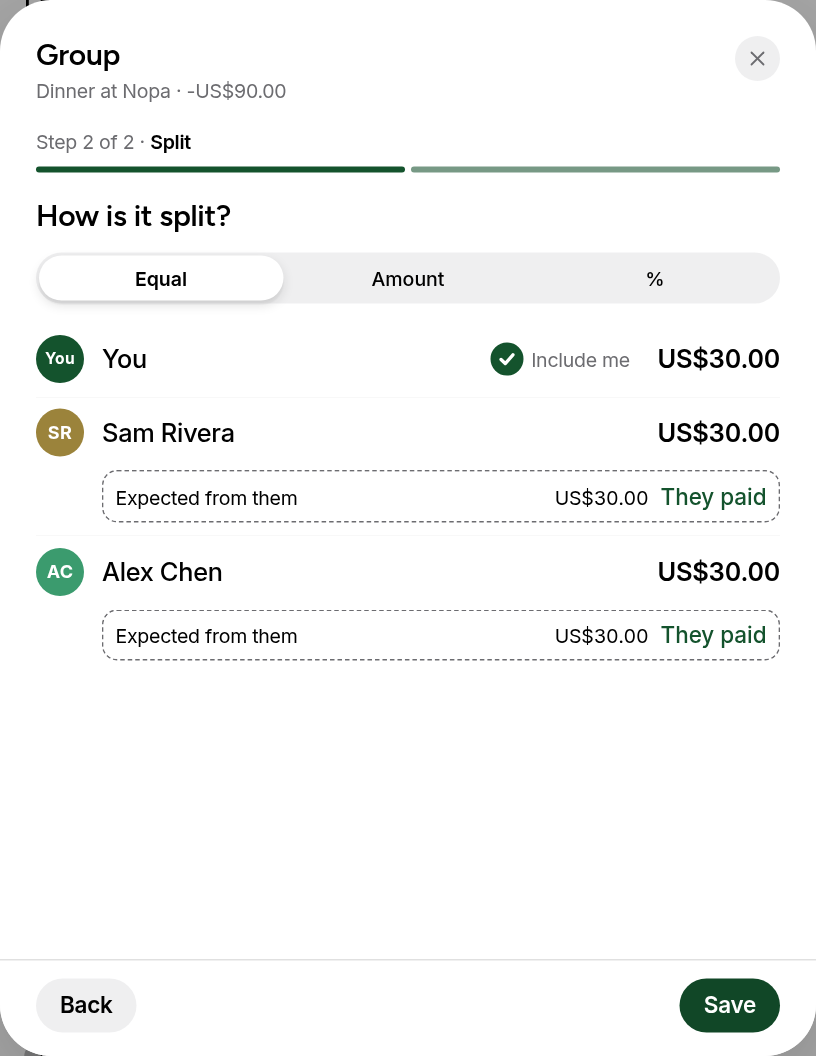 Group
Dinner at Nopa · -US$90.00
Step 2 of 2 · Split
How is it split?
Equal Amount %
You You Include me US$30.00
SR Sam Rivera US$30.00
Expected from them US$30.00 They paid
AC Alex Chen US$30.00
Expected from them US$30.00 They paid
Back Save